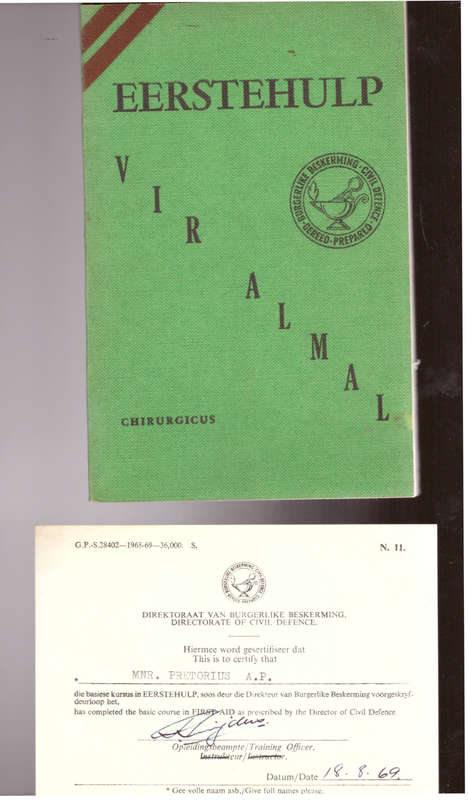 EERSTEHULP
VIR
ALMAL
BURGERLIKE BESKERMING · CIVIL DEFENCE
GEREED - PREPARED
CHIRURGICUS
G.P.-S.28402—1968-69—36,000. S.
N. 11.
DIREKTORAAT VAN BURGERLIKE BESKERMING.
DIRECTORATE OF CIVIL DEFENCE.
Hiermee word gesertifiseer dat
This is to certify that
* MNR. PRETORIUS A.P.
die basiese kursus in EERSTEHULP, soos deur die Direkteur van Burgerlike Beskerming voorgeskryf-
deurloop het,
has completed the basic course in FIRST-AID as prescribed by the Director of Civil Defence
Opleidingsbeampte/Training Officer.
Instrukteur/Instructor.
Datum/Date 18. 8. 69.
* Gee volle naam asb./Give full names please.